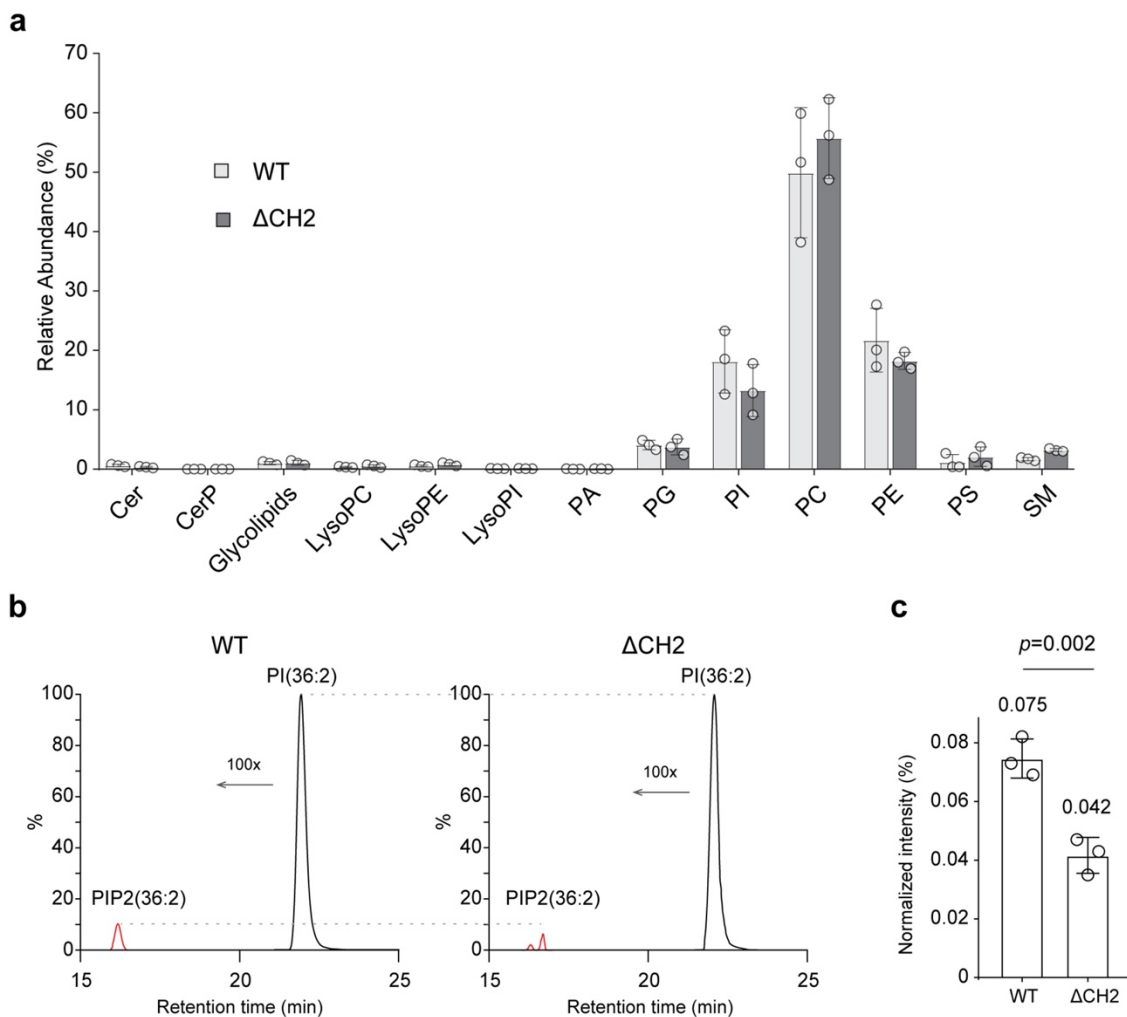 a
Relative Abundance (%)
70
60
50
40
30
20
10
0
WT
ΔCH2
Cer
CerP
Glycolipids
LysoPC
LysoPE
LysoPI
PA
PG
PI
PC
PE
PS
SM
b
WT
%
100
80
60
40
20
0
PI(36:2)
100x
PIP2(36:2)
15
20
25
Retention time (min)
ΔCH2
%
100
80
60
40
20
0
PI(36:2)
100x
PIP2(36:2)
15
20
25
Retention time (min)
c
p=0.002
Normalized intensity (%)
0.08
0.06
0.04
0.02
0
0.075
0.042
WT
ΔCH2